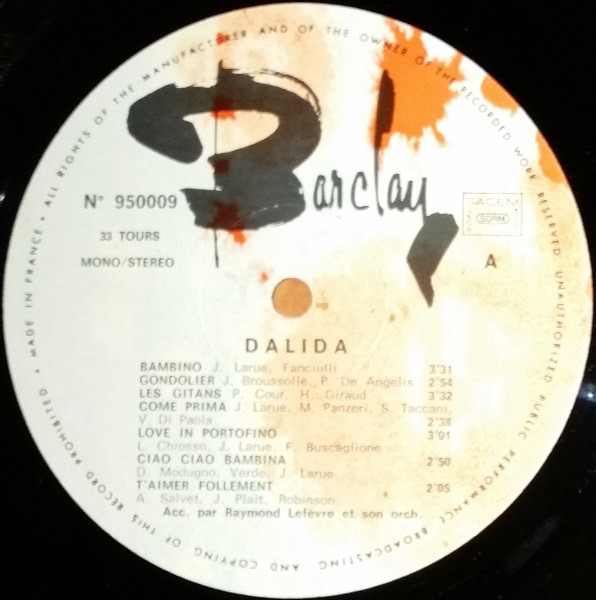 • MADE IN FRANCE • ALL RIGHTS OF THE MANUFACTURER AND OF THE OWNER OF THE RECORDED WORK RESERVED UNAUTHORIZED PUBLIC PERFORMANCE BROADCASTING AND COPYING OF THIS RECORD PROHIBITED
Barclay
N° 950009
33 TOURS
MONO/STEREO
SACEM
SDRM
A
DALIDA
BAMBINO J. Larue, Fanciulli 3'31
GONDOLIER J. Broussolle, P. De Angelis 2'54
LES GITANS P. Cour, H. Giraud 3'32
COME PRIMA J. Larue, M. Panzeri, S. Taccani,
V. Di Paola 2'38
LOVE IN PORTOFINO 3'01
L. Chiosso, J. Larue, F. Buscaglione
CIAO CIAO BAMBINA 2'50
D. Modugno, Verde, J. Larue
T'AIMER FOLLEMENT 2'05
A. Salvet, J. Plait, Robinson
Acc. par Raymond Lefévre et son orch.